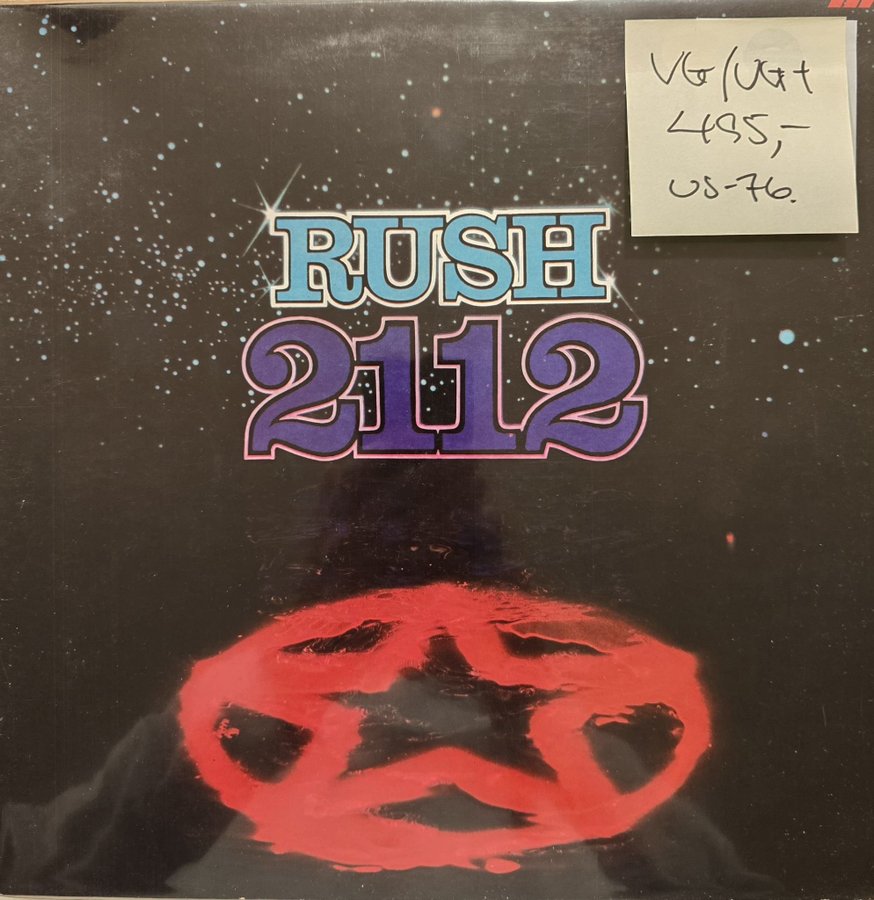 VG/VG+
495,-
US-76.
RUSH
2112